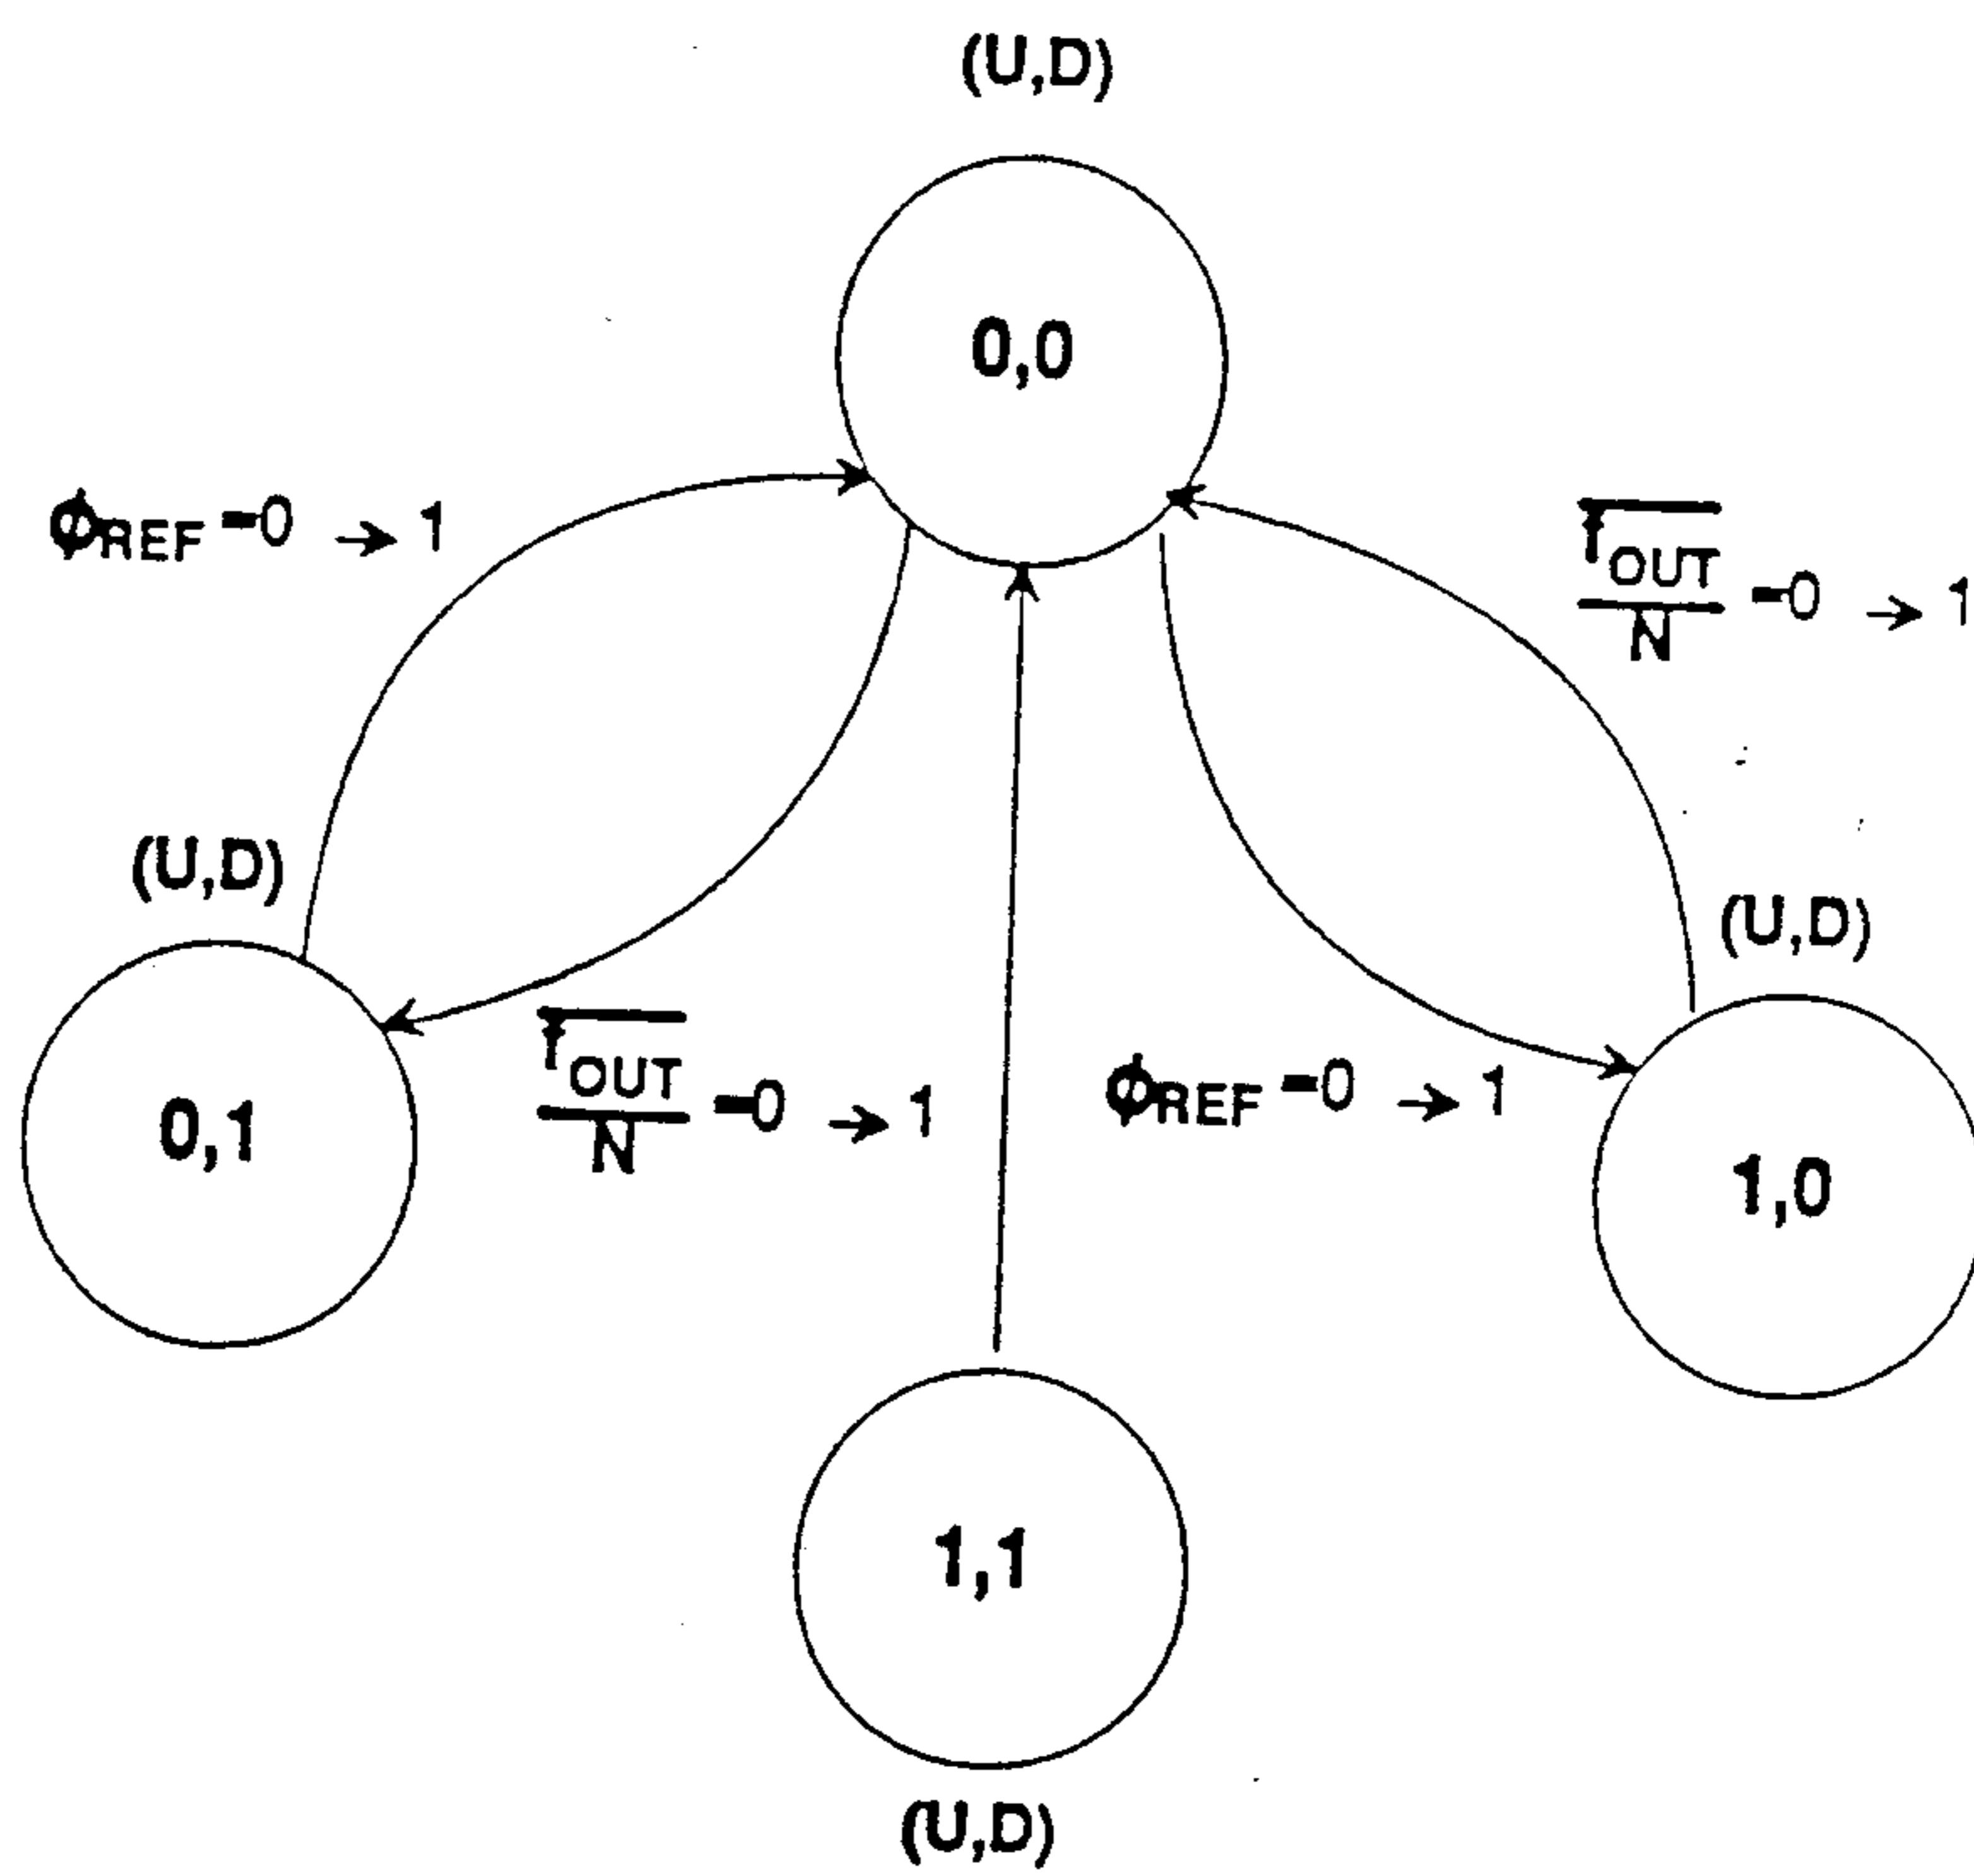 (U,D)
0,0
ΦREF=0 → 1
fOUT/N=0 → 1
(U,D)
(U,D)
0,1
fOUT/N=0 → 1
ΦREF=0 → 1
1,0
1,1
(U,D)